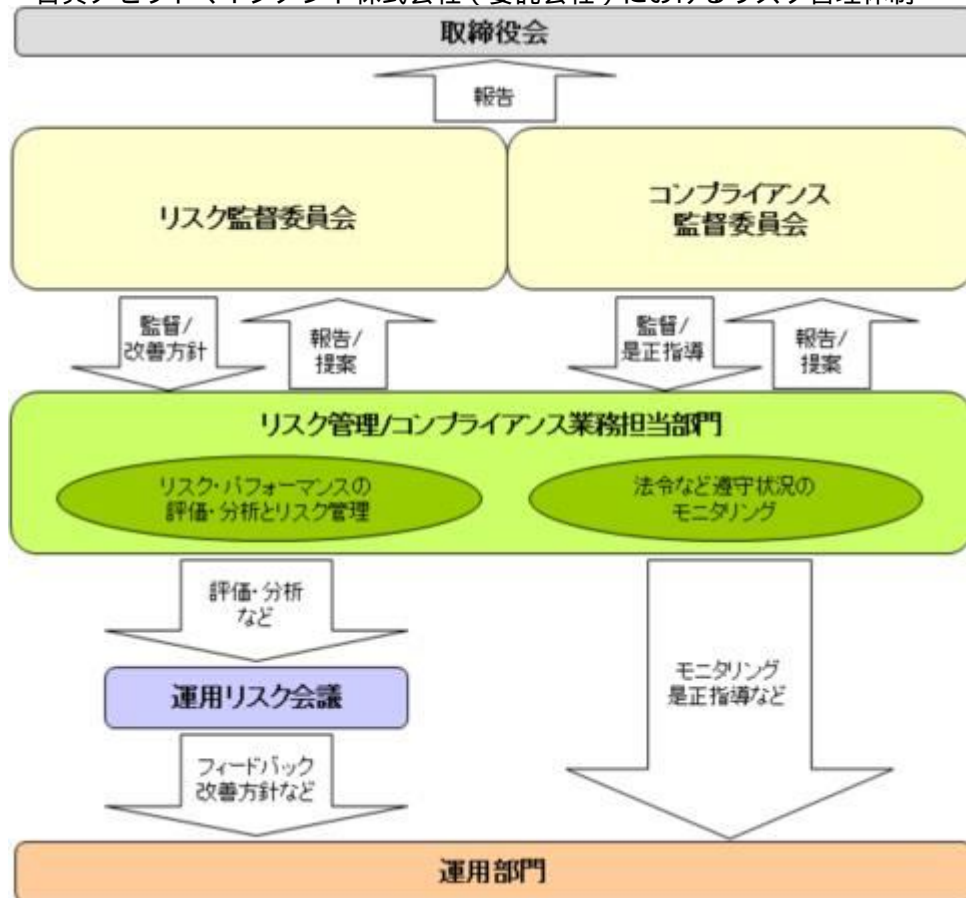 取締役会
報告
リスク監督委員会
コンプライアンス
監督委員会
監督/
改善方針
報告/
提案
監督/
是正指導
報告/
提案
リスク管理/コンプライアンス業務担当部門
リスク・パフォーマンスの
評価・分析とリスク管理
法令など遵守状況の
モニタリング
評価・分析
など
運用リスク会議
モニタリング
是正指導など
フィードバック
改善方針など
運用部門